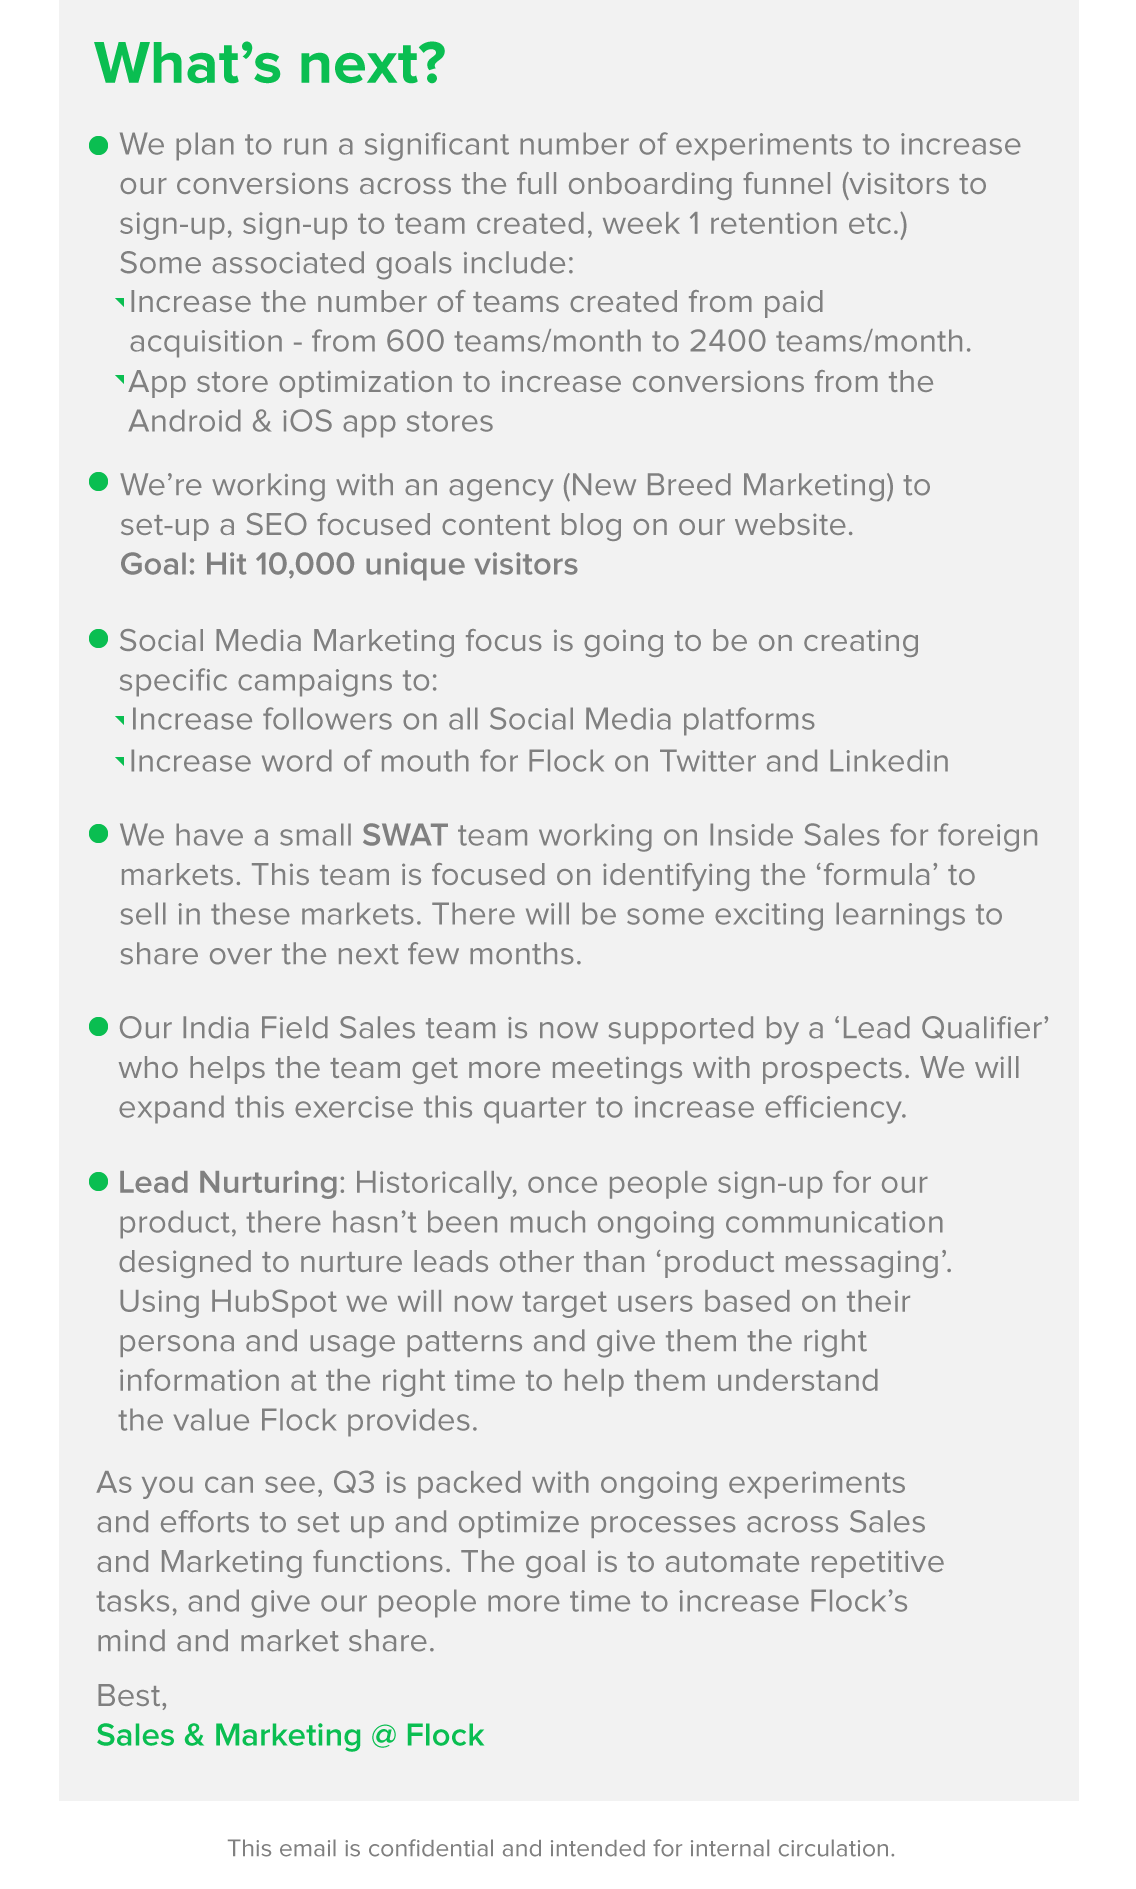 What’s next?
We plan to run a significant number of experiments to increase
our conversions across the full onboarding funnel (visitors to
sign-up, sign-up to team created, week 1 retention etc.)
Some associated goals include:
Increase the number of teams created from paid
acquisition - from 600 teams/month to 2400 teams/month.
App store optimization to increase conversions from the
Android & iOS app stores
We’re working with an agency (New Breed Marketing) to
set-up a SEO focused content blog on our website.
Goal: Hit 10,000 unique visitors
Social Media Marketing focus is going to be on creating
specific campaigns to:
Increase followers on all Social Media platforms
Increase word of mouth for Flock on Twitter and Linkedin
We have a small SWAT team working on Inside Sales for foreign
markets. This team is focused on identifying the ‘formula’ to
sell in these markets. There will be some exciting learnings to
share over the next few months.
Our India Field Sales team is now supported by a ‘Lead Qualifier’
who helps the team get more meetings with prospects. We will
expand this exercise this quarter to increase efficiency.
Lead Nurturing: Historically, once people sign-up for our
product, there hasn’t been much ongoing communication
designed to nurture leads other than ‘product messaging’.
Using HubSpot we will now target users based on their
persona and usage patterns and give them the right
information at the right time to help them understand
the value Flock provides.
As you can see, Q3 is packed with ongoing experiments
and efforts to set up and optimize processes across Sales
and Marketing functions. The goal is to automate repetitive
tasks, and give our people more time to increase Flock’s
mind and market share.
Best,
Sales & Marketing @ Flock
This email is confidential and intended for internal circulation.